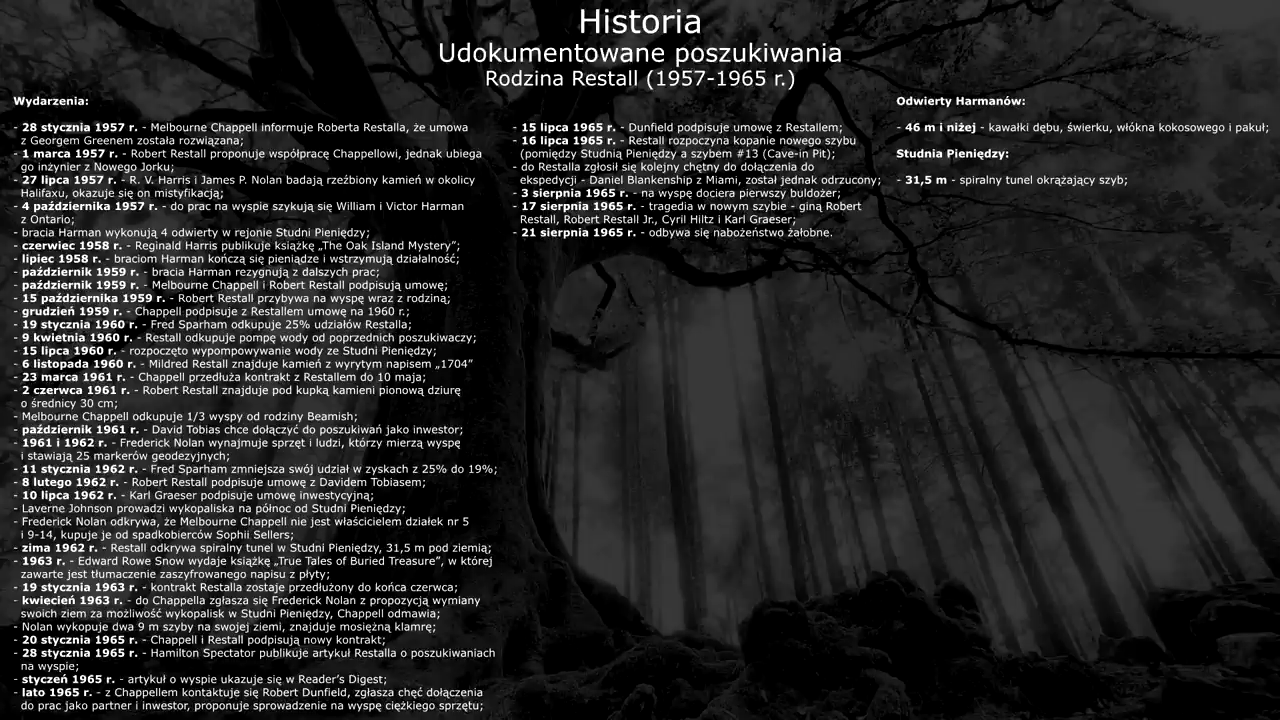 Historia
Udokumentowane poszukiwania
Rodzina Restall (1957-1965 r.)
Wydarzenia:
- 28 stycznia 1957 r. - Melbourne Chappell informuje Roberta Restalla, że umowa
z Georgem Greenem została rozwiązana;
- 1 marca 1957 r. - Robert Restall proponuje współpracę Chappellowi, jednak ubiega
go inżynier z Nowego Jorku;
- 27 lipca 1957 r. - R. V. Harris i James P. Nolan badają rzeźbiony kamień w okolicy
Halifaxu, okazuje się on mistyfikacją;
- 4 października 1957 r. - do prac na wyspie szykują się William i Victor Harman
z Ontario;
- bracia Harman wykonują 4 odwierty w rejonie Studni Pieniędzy;
- czerwiec 1958 r. - Reginald Harris publikuje książkę „The Oak Island Mystery”;
- lipiec 1958 r. - braciom Harman kończą się pieniądze i wstrzymują działalność;
- październik 1959 r. - bracia Harman rezygnują z dalszych prac;
- październik 1959 r. - Melbourne Chappell i Robert Restall podpisują umowę;
- 15 października 1959 r. - Robert Restall przybywa na wyspę wraz z rodziną;
- grudzień 1959 r. - Chappell podpisuje z Restallem umowę na 1960 r.;
- 19 stycznia 1960 r. - Fred Sparham odkupuje 25% udziałów Restalla;
- 9 kwietnia 1960 r. - Restall odkupuje pompę wody od poprzednich poszukiwaczy;
- 15 lipca 1960 r. - rozpoczęto wypompowywanie wody ze Studni Pieniędzy;
- 6 listopada 1960 r. - Mildred Restall znajduje kamień z wyrytym napisem „1704”
- 23 marca 1961 r. - Chappell przedłuża kontrakt z Restallem do 10 maja;
- 2 czerwca 1961 r. - Robert Restall znajduje pod kupką kamieni pionową dziurę
o średnicy 30 cm;
- Melbourne Chappell odkupuje 1/3 wyspy od rodziny Beamish;
- październik 1961 r. - David Tobias chce dołączyć do poszukiwań jako inwestor;
- 1961 i 1962 r. - Frederick Nolan wynajmuje sprzęt i ludzi, którzy mierzą wyspę
i stawiają 25 markerów geodezyjnych;
- 11 stycznia 1962 r. - Fred Sparham zmniejsza swój udział w zyskach z 25% do 19%;
- 8 lutego 1962 r. - Robert Restall podpisuje umowę z Davidem Tobiasem;
- 10 lipca 1962 r. - Karl Graeser podpisuje umowę inwestycyjną;
- Laverne Johnson prowadzi wykopaliska na północ od Studni Pieniędzy;
- Frederick Nolan odkrywa, że Melbourne Chappell nie jest właścicielem działek nr 5
i 9-14, kupuje je od spadkobierców Sophii Sellers;
- zima 1962 r. - Restall odkrywa spiralny tunel w Studni Pieniędzy, 31,5 m pod ziemią;
- 1963 r. - Edward Rowe Snow wydaje książkę „True Tales of Buried Treasure”, w której
zawarte jest tłumaczenie zaszyfrowanego napisu z płyty;
- 19 stycznia 1963 r. - kontrakt Restalla zostaje przedłużony do końca czerwca;
- kwiecień 1963 r. - do Chappella zgłasza się Frederick Nolan z propozycją wymiany
swoich ziem za możliwość wykopalisk w Studni Pieniędzy, Chappell odmawia;
- Nolan wykopuje dwa 9 m szyby na swojej ziemi, znajduje mosiężną klamrę;
- 20 stycznia 1965 r. - Chappell i Restall podpisują nowy kontrakt;
- 28 stycznia 1965 r. - Hamilton Spectator publikuje artykuł Restalla o poszukiwaniach
na wyspie;
- styczeń 1965 r. - artykuł o wyspie ukazuje się w Reader’s Digest;
- lato 1965 r. - z Chappellem kontaktuje się Robert Dunfield, zgłasza chęć dołączenia
do prac jako partner i inwestor, proponuje sprowadzenie na wyspę ciężkiego sprzętu;
- 15 lipca 1965 r. - Dunfield podpisuje umowę z Restallem;
- 16 lipca 1965 r. - Restall rozpoczyna kopanie nowego szybu
(pomiędzy Studnią Pieniędzy a szybem #13 (Cave-in Pit);
- do Restalla zgłosił się kolejny chętny do dołączenia do
ekspedycji - Daniel Blankenship z Miami, został jednak odrzucony;
- 3 sierpnia 1965 r. - na wyspę dociera pierwszy buldożer;
- 17 sierpnia 1965 r. - tragedia w nowym szybie - giną Robert
Restall, Robert Restall Jr., Cyril Hiltz i Karl Graeser;
- 21 sierpnia 1965 r. - odbywa się nabożeństwo żałobne.
Odwierty Harmanów:
- 46 m i niżej - kawałki dębu, świerku, włókna kokosowego i pakuł;
Studnia Pieniędzy:
- 31,5 m - spiralny tunel okrążający szyb;